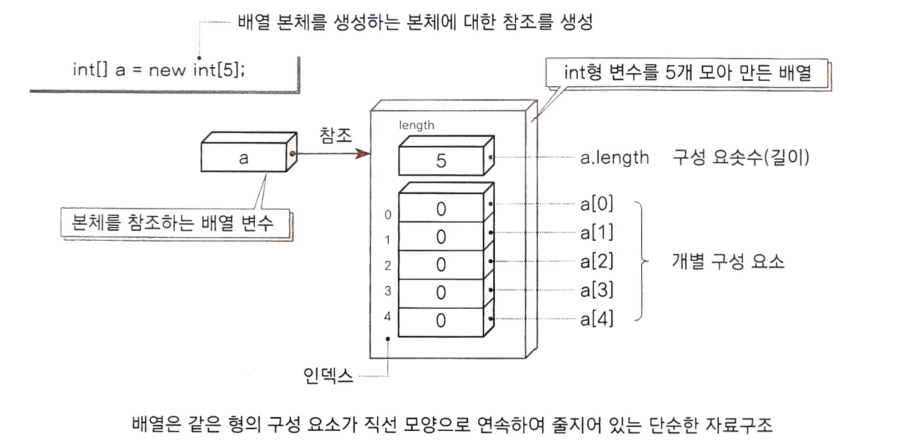 배열 본체를 생성하는 본체에 대한 참조를 생성
int[] a = new int[5];
int형 변수를 5개 모아 만든 배열
length
참조
a
5
a.length 구성 요솟수(길이)
본체를 참조하는 배열 변수
0 0 a[0]
1 0 a[1]
2 0 a[2] 개별 구성 요소
3 0 a[3]
4 0 a[4]
인덱스
배열은 같은 형의 구성 요소가 직선 모양으로 연속하여 줄지어 있는 단순한 자료구조